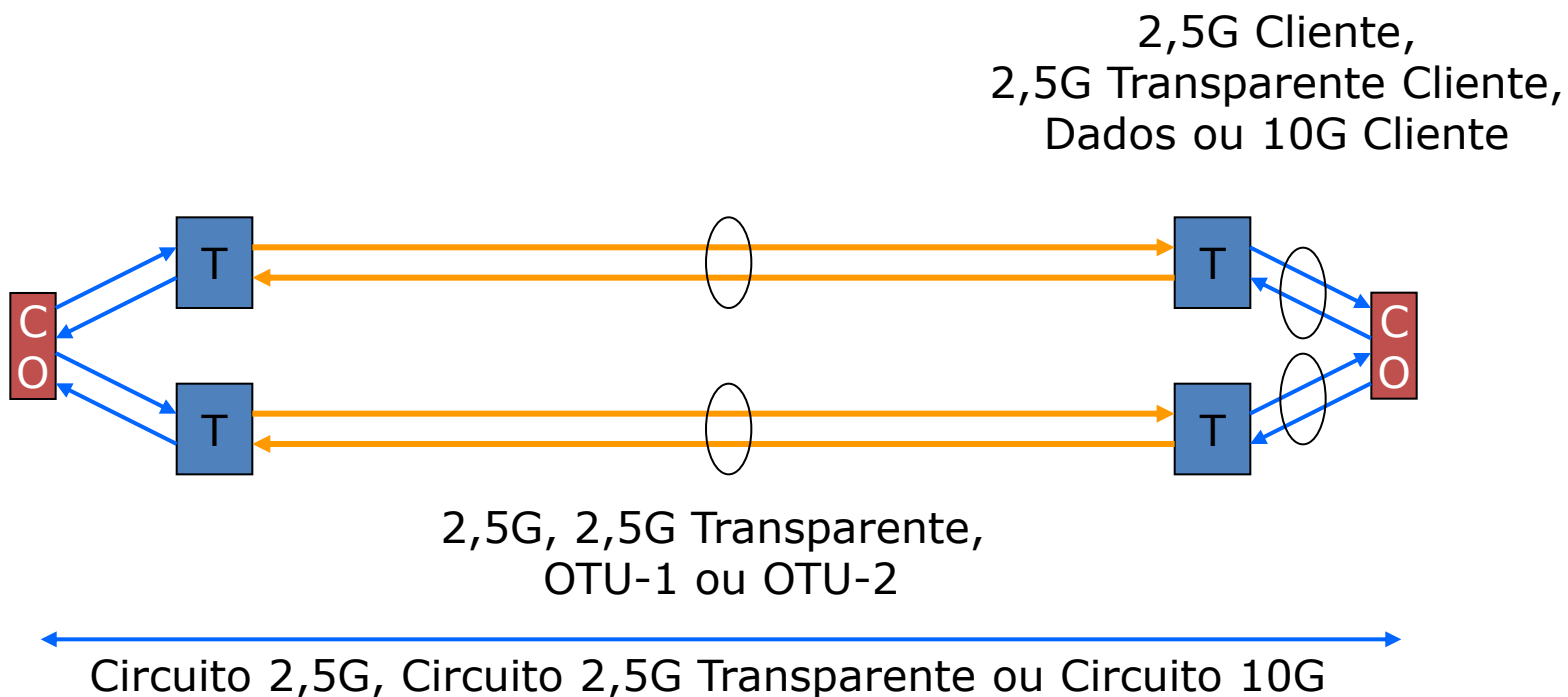 2,5G Cliente,
2,5G Transparente Cliente,
Dados ou 10G Cliente
T
T
C
O
C
O
T
T
2,5G, 2,5G Transparente,
OTU-1 ou OTU-2
Circuito 2,5G, Circuito 2,5G Transparente ou Circuito 10G